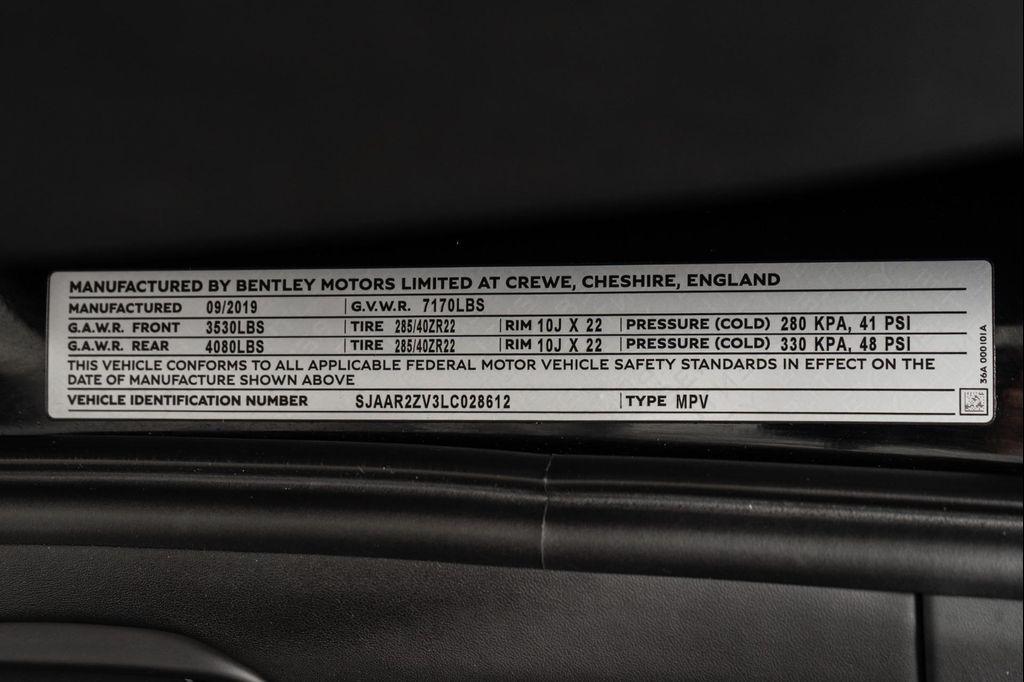 MANUFACTURED BY BENTLEY MOTORS LIMITED AT CREWE, CHESHIRE, ENGLAND
MANUFACTURED 09/2019 G.V.W.R. 7170LBS
G.A.W.R. FRONT 3530LBS TIRE 285/40ZR22 RIM 10J X 22 PRESSURE (COLD) 280 KPA, 41 PSI
G.A.W.R. REAR 4080LBS TIRE 285/40ZR22 RIM 10J X 22 PRESSURE (COLD) 330 KPA, 48 PSI
THIS VEHICLE CONFORMS TO ALL APPLICABLE FEDERAL MOTOR VEHICLE SAFETY STANDARDS IN EFFECT ON THE
DATE OF MANUFACTURE SHOWN ABOVE
VEHICLE IDENTIFICATION NUMBER SJAAR2ZV3LC028612 TYPE MPV
36A 000101A